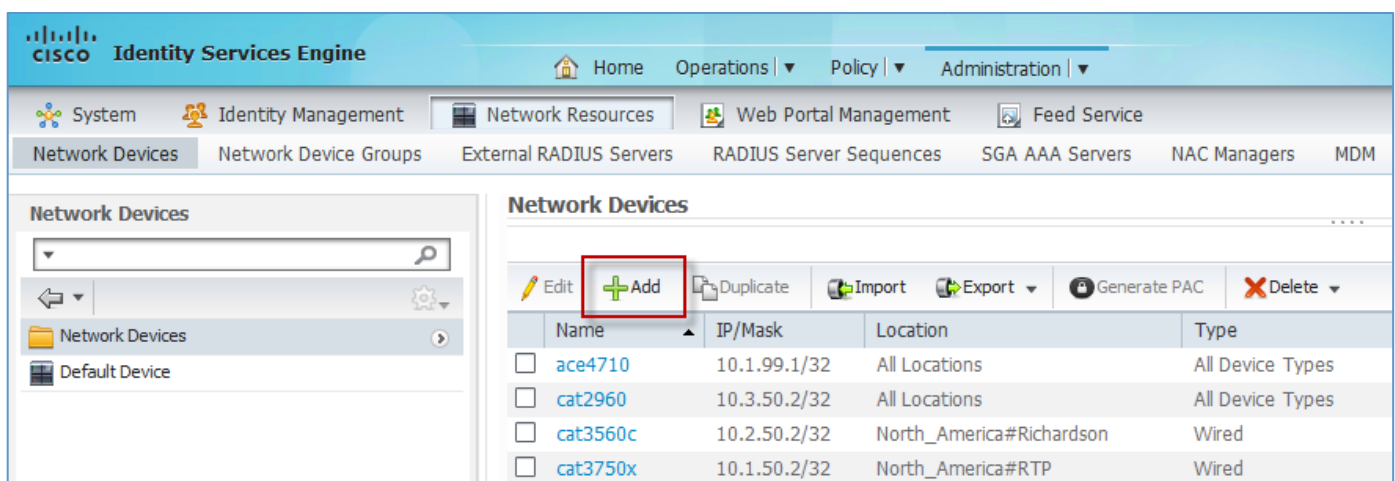 CISCO Identity Services Engine
Home Operations | ▼ Policy | ▼ Administration | ▼
System Identity Management Network Resources Web Portal Management Feed Service
Network Devices Network Device Groups External RADIUS Servers RADIUS Server Sequences SGA AAA Servers NAC Managers MDM
Network Devices
Network Devices
Default Device
Network Devices
Edit Add Duplicate Import Export Generate PAC Delete
Name IP/Mask Location Type
ace4710 10.1.99.1/32 All Locations All Device Types
cat2960 10.3.50.2/32 All Locations All Device Types
cat3560c 10.2.50.2/32 North_America#Richardson Wired
cat3750x 10.1.50.2/32 North_America#RTP Wired